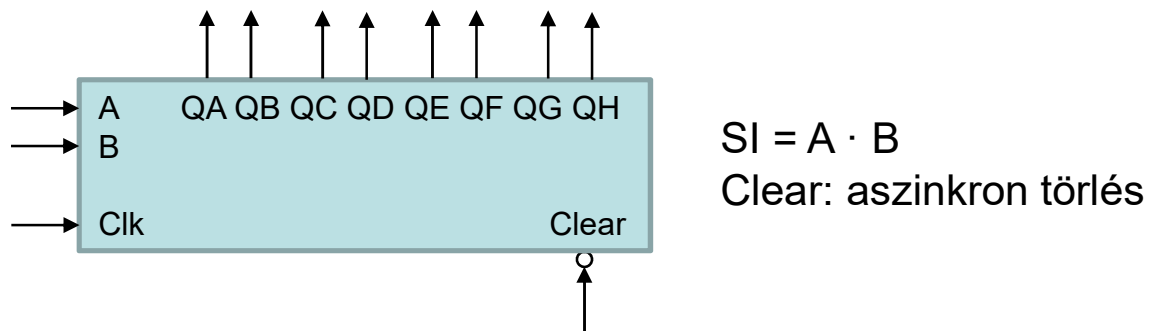 A QA QB QC QD QE QF QG QH
B
Clk Clear
SI = A · B
Clear: aszinkron törlés